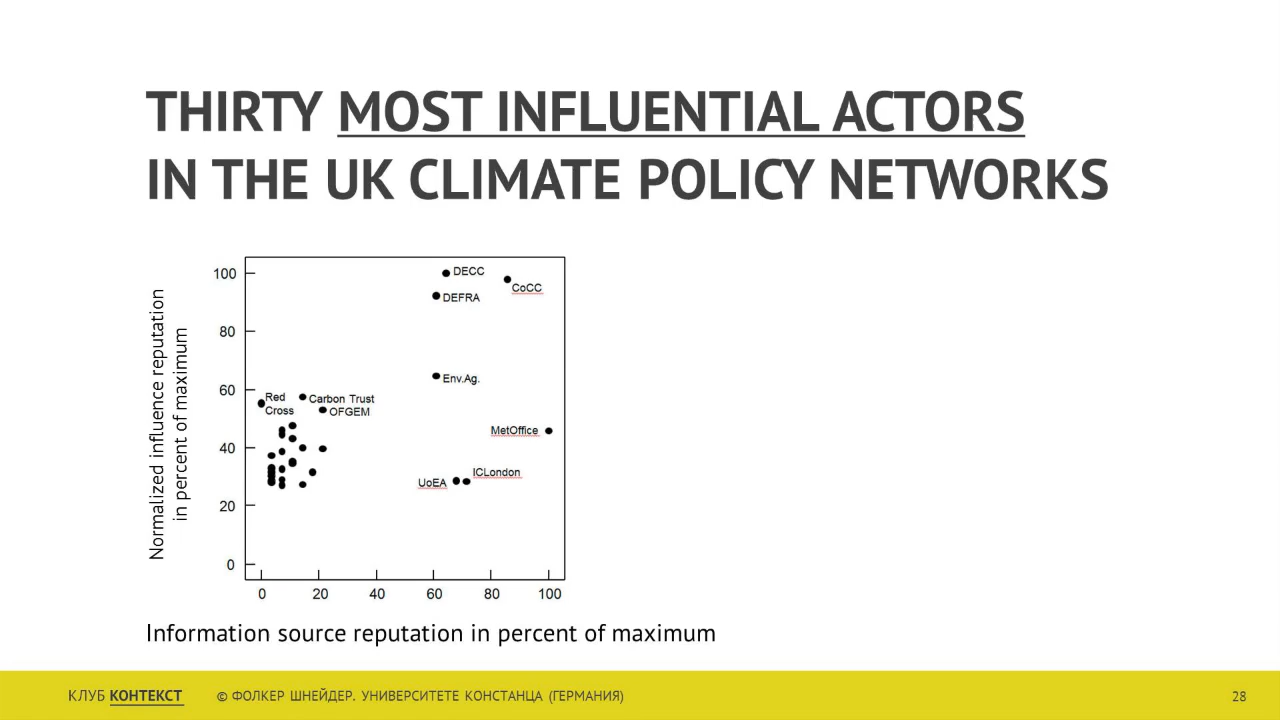 THIRTY MOST INFLUENTIAL ACTORS
IN THE UK CLIMATE POLICY NETWORKS
Normalized influence reputation
in percent of maximum
100
80
60
40
20
0
DECC
CoCC
DEFRA
Env.Ag.
Red
Cross
Carbon Trust
OFGEM
MetOffice
ICLondon
UoEA
0 20 40 60 80 100
Information source reputation in percent of maximum
КЛУБ КОНТЕКСТ © ФОЛКЕР ШНЕЙДЕР. УНИВЕРСИТЕТЕ КОНСТАНЦА (ГЕРМАНИЯ) 28